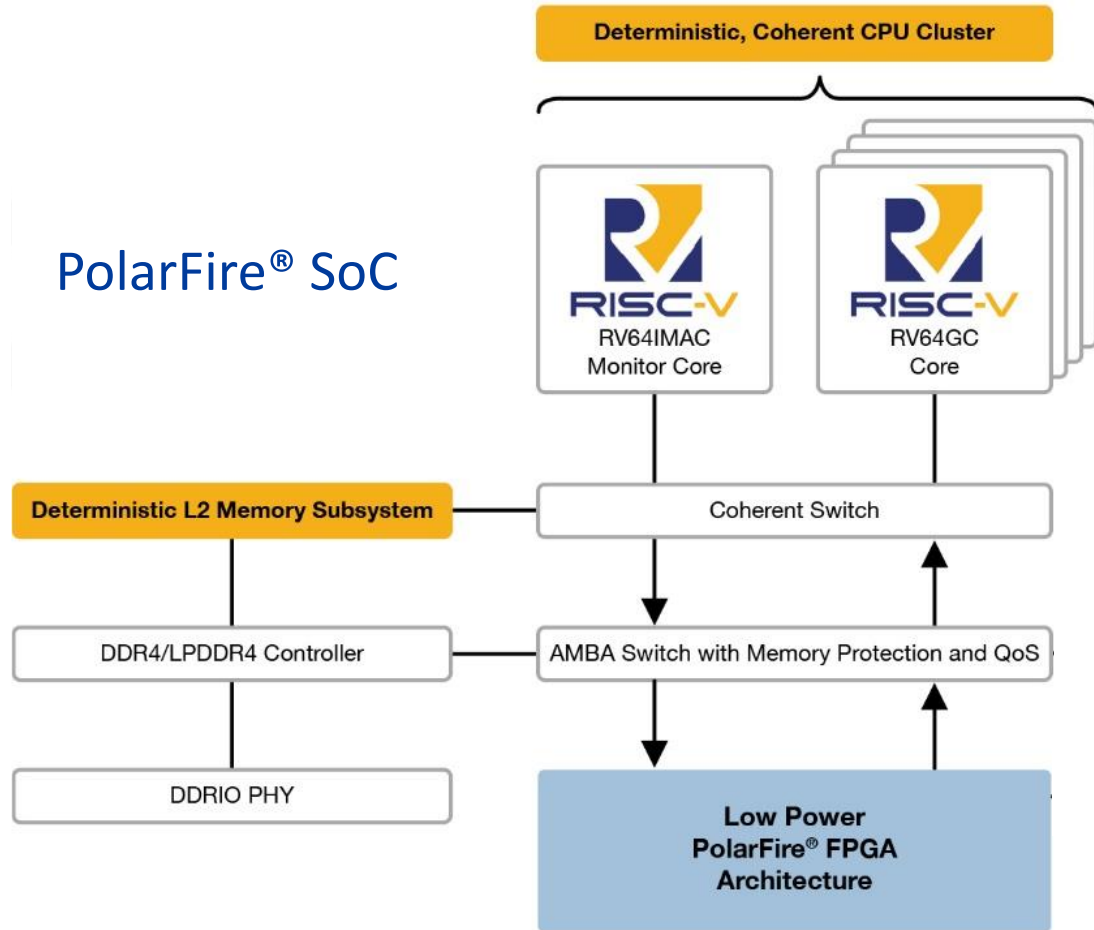 Deterministic, Coherent CPU Cluster
PolarFire® SoC
RISC-V
RV64IMAC
Monitor Core
RISC-V
RV64GC
Core
Deterministic L2 Memory Subsystem
Coherent Switch
DDR4/LPDDR4 Controller
AMBA Switch with Memory Protection and QoS
DDRIO PHY
Low Power
PolarFire® FPGA
Architecture